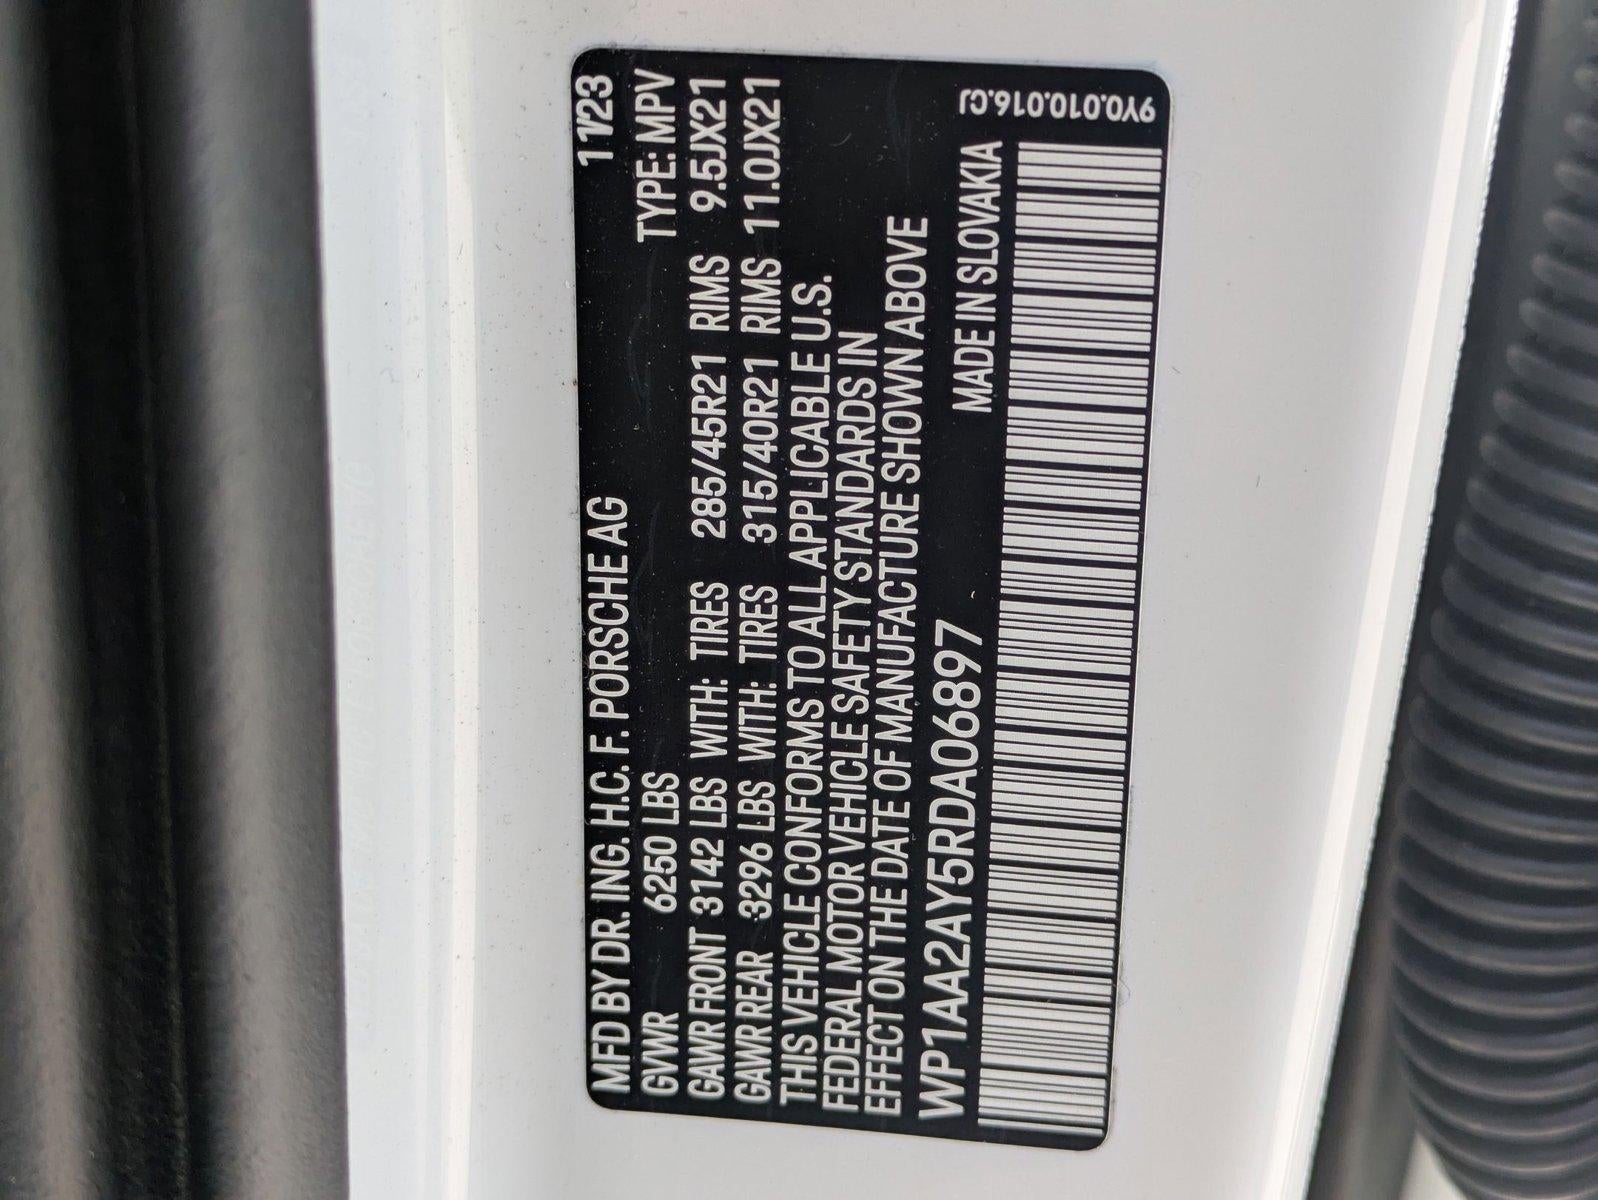 MFD BY DR. ING. H.C. F. PORSCHE AG 11/23
GVWR 6250 LBS TYPE: MPV
GAWR FRONT 3142 LBS WITH: TIRES 285/45R21 RIMS 9.5JX21
GAWR REAR 3296 LBS WITH: TIRES 315/40R21 RIMS 11.0JX21
THIS VEHICLE CONFORMS TO ALL APPLICABLE U.S.
FEDERAL MOTOR VEHICLE SAFETY STANDARDS IN
EFFECT ON THE DATE OF MANUFACTURE SHOWN ABOVE
WP1AA2AY5RDA06897 MADE IN SLOVAKIA
9Y0.010.016.CJ